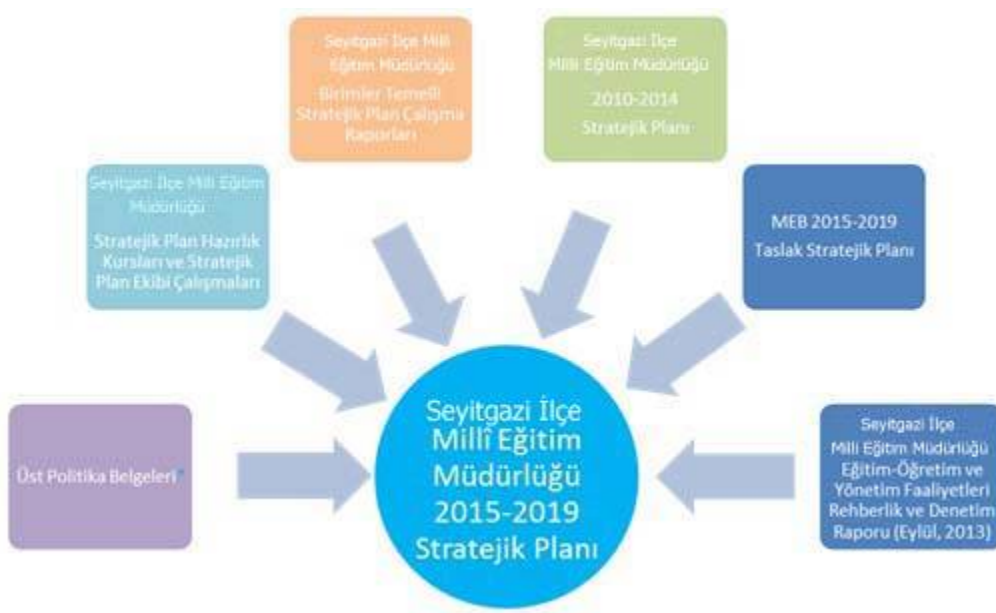 Seyitgazi İlçe Milli
Eğitim Müdürlüğü
Birimler Temelli
Stratejik Plan Çalışma
Raporları
Seyitgazi İlçe
Milli Eğitim Müdürlüğü
2010-2014
Stratejik Planı
Seyitgazi İlçe Milli Eğitim
Müdürlüğü
Stratejik Plan Hazırlık
Kursları ve Stratejik
Plan Ekibi Çalışmaları
MEB 2015-2019
Taslak Stratejik Planı
Üst Politika Belgeleri*
Seyitgazi İlçe
Millî Eğitim
Müdürlüğü
2015-2019
Stratejik Planı
Seyitgazi İlçe
Milli Eğitim Müdürlüğü
Eğitim-Öğretim ve
Yönetim Faaliyetleri
Rehberlik ve Denetim
Raporu (Eylül, 2013)